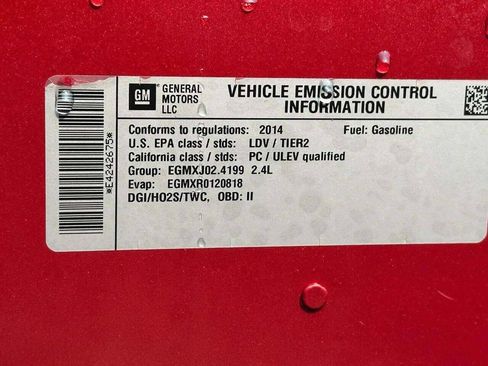 GM
GENERAL
MOTORS
LLC
VEHICLE EMISSION CONTROL
INFORMATION
Conforms to regulations: 2014 Fuel: Gasoline
U.S. EPA class / stds: LDV / TIER2
California class / stds: PC / ULEV qualified
Group: EGMXJ02.4199 2.4L
Evap: EGMXR0120818
DGI/HO2S/TWC, OBD: II
*E4242675*